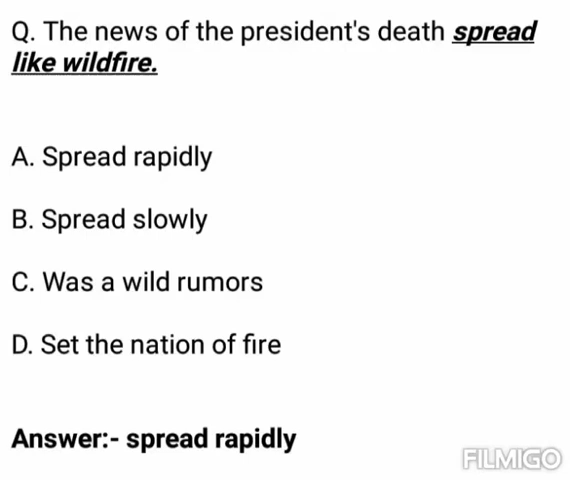 Q. The news of the president's death spread
like wildfire.
A. Spread rapidly
B. Spread slowly
C. Was a wild rumors
D. Set the nation of fire
Answer:- spread rapidly
FILMIGO